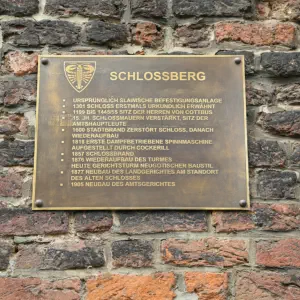 SCHLOSSBERG
URSPRÜNGLICH SLAWISCHE BEFESTIGUNGSANLAGE
1301 SCHLOSS ERSTMALS URKUNDLICH ERWÄHNT
1199 BIS 1445/55 SITZ DER HERREN VON COTTBUS
15. JH. SCHLOSSMAUERN VERSTÄRKT, SITZ DER
AMTSHAUPTLEUTE
1600 STADTBRAND ZERSTÖRT SCHLOSS, DANACH
WIEDERAUFBAU
1818 ERSTE DAMPFBETRIEBENE SPINNMASCHINE
AUFGESTELLT DURCH COCKERILL
1857 SCHLOSSBRAND
1876 WIEDERAUFBAU DES TURMES
HEUTE GERICHTSTURM NEUGOTISCHER BAUSTIL
1877 NEUBAU DES LANDGERICHTES AM STANDORT
DES ALTEN SCHLOSSES
1905 NEUBAU DES AMTSGERICHTES